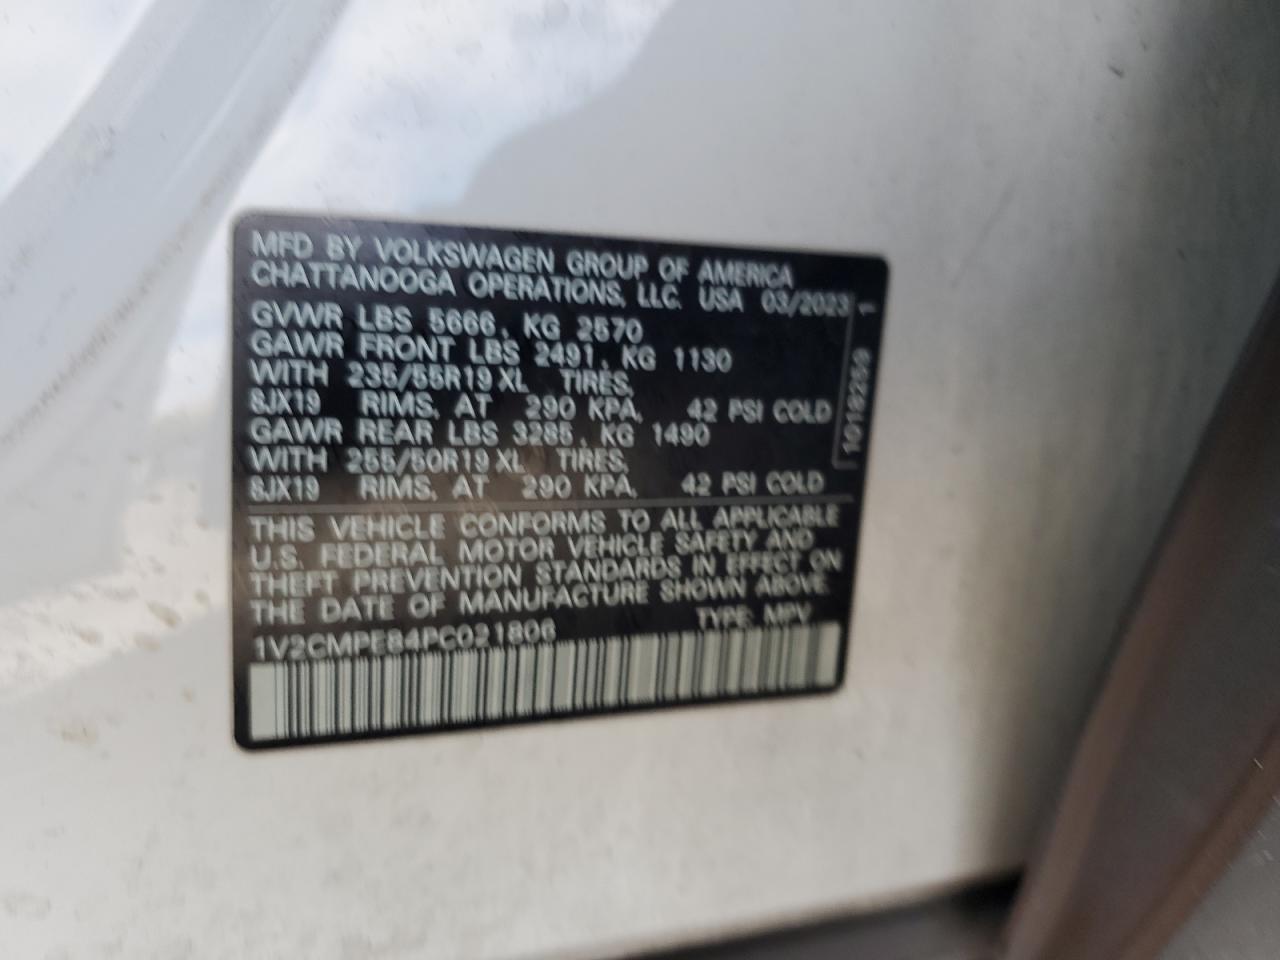 MFD BY VOLKSWAGEN GROUP OF AMERICA
CHATTANOOGA OPERATIONS, LLC. USA 03/2023
GVWR LBS 5666, KG 2570
GAWR FRONT LBS 2491, KG 1130
WITH 235/55R19 XL TIRES,
8JX19 RIMS, AT 290 KPA, 42 PSI COLD
GAWR REAR LBS 3285, KG 1490
WITH 255/50R19 XL TIRES,
8JX19 RIMS, AT 290 KPA, 42 PSI COLD
1018259 1
THIS VEHICLE CONFORMS TO ALL APPLICABLE
U.S. FEDERAL MOTOR VEHICLE SAFETY AND
THEFT PREVENTION STANDARDS IN EFFECT ON
THE DATE OF MANUFACTURE SHOWN ABOVE.
1V2CMPE84PC021806 TYPE: MPV